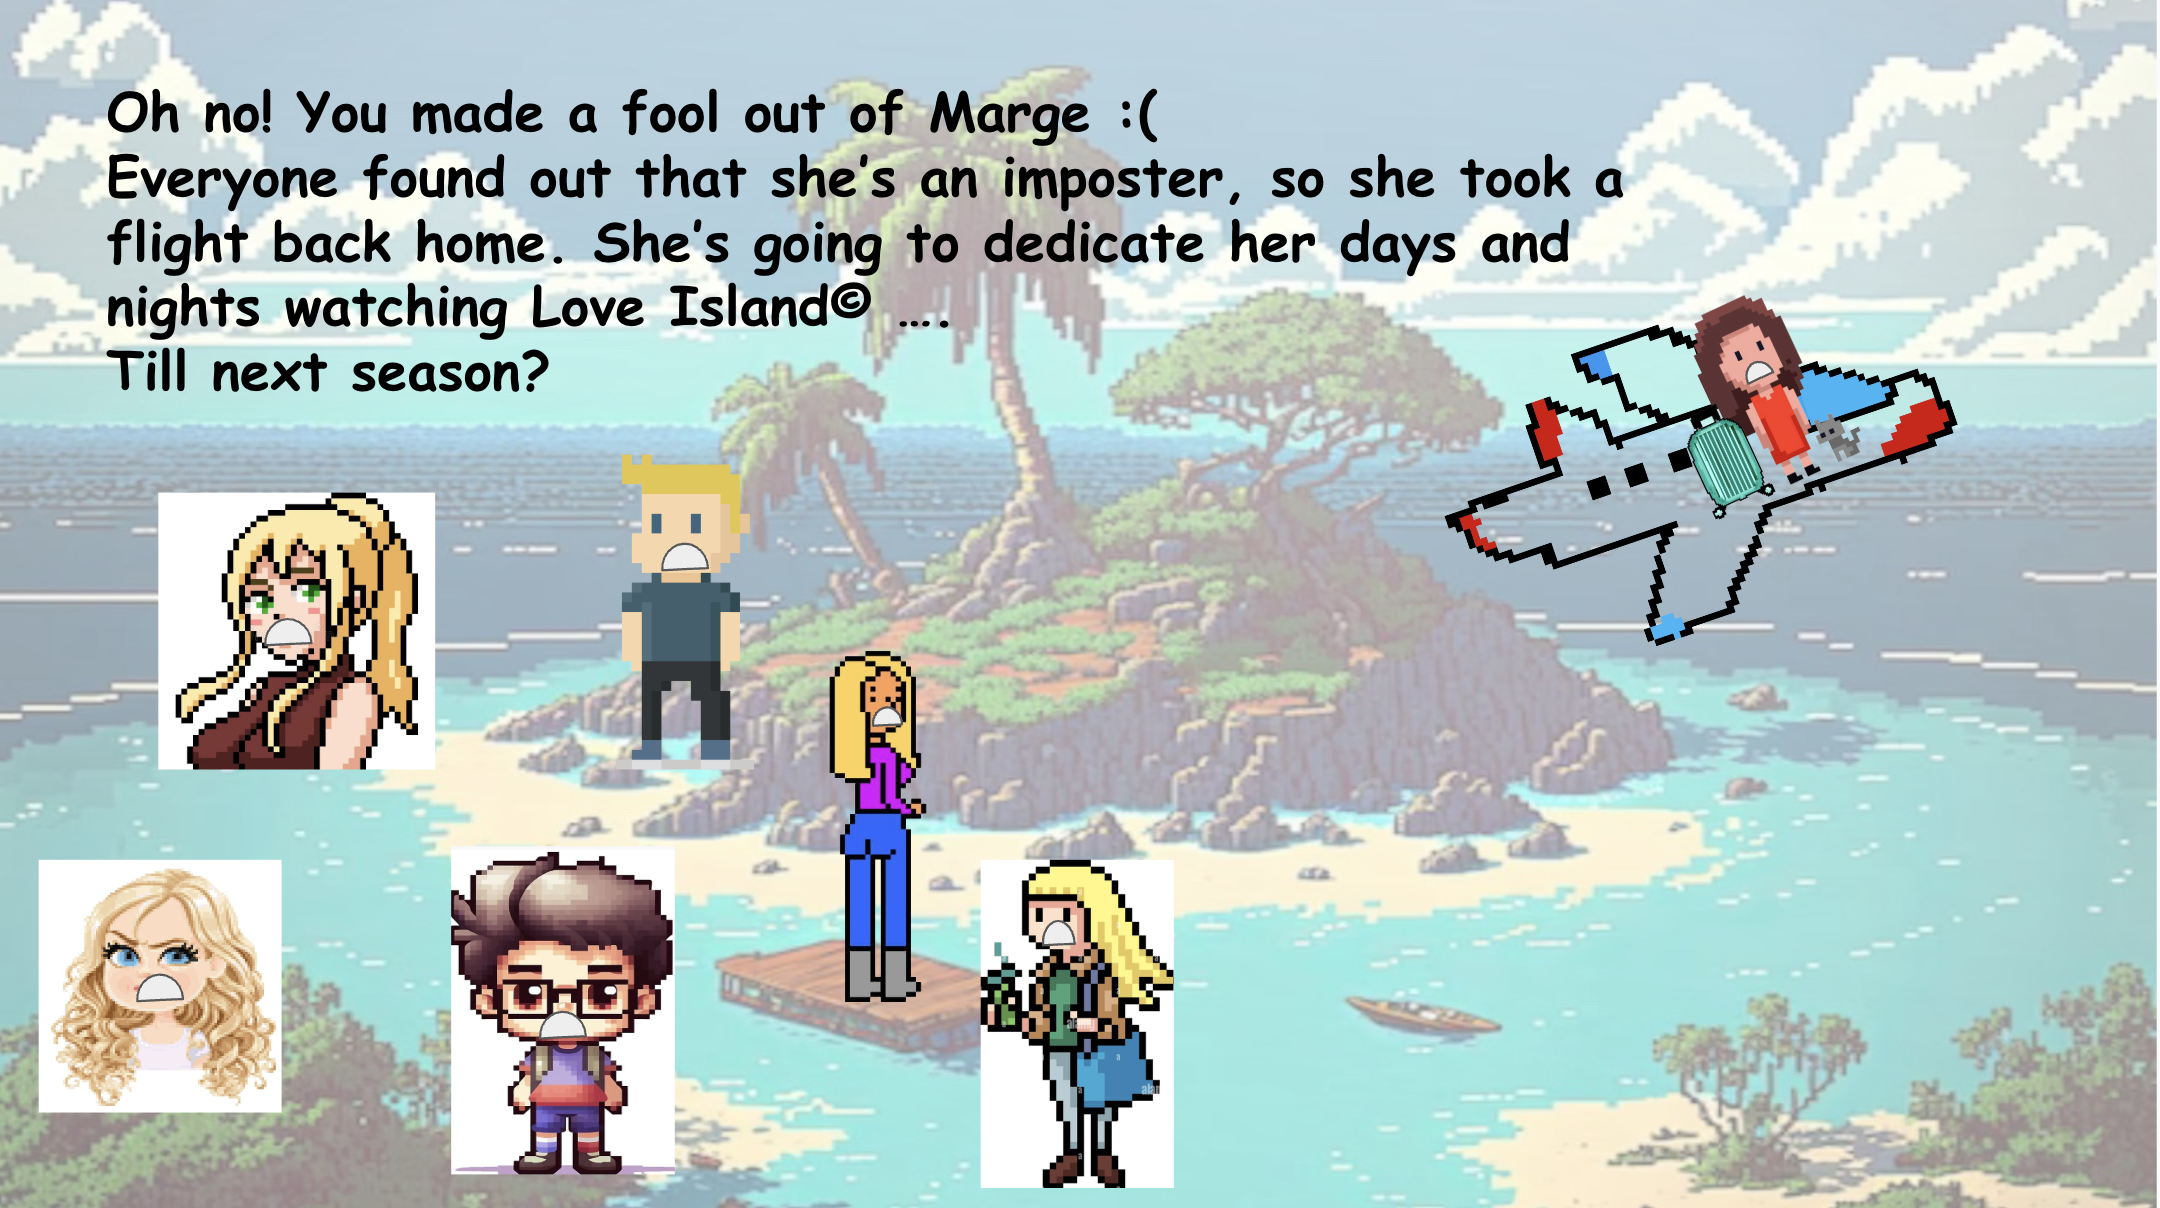 Oh no! You made a fool out of Marge :(
Everyone found out that she’s an imposter, so she took a
flight back home. She’s going to dedicate her days and
nights watching Love Island© ….
Till next season?